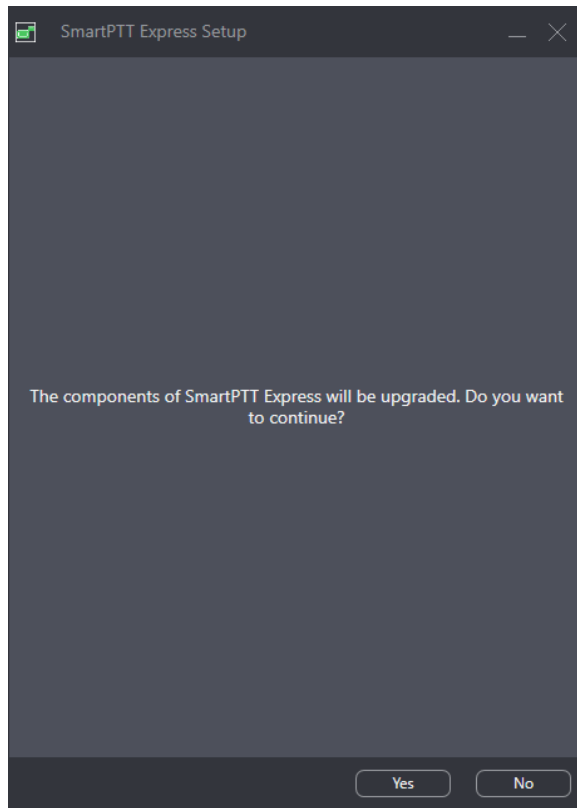 SmartPTT Express Setup
The components of SmartPTT Express will be upgraded. Do you want
to continue?
Yes
No